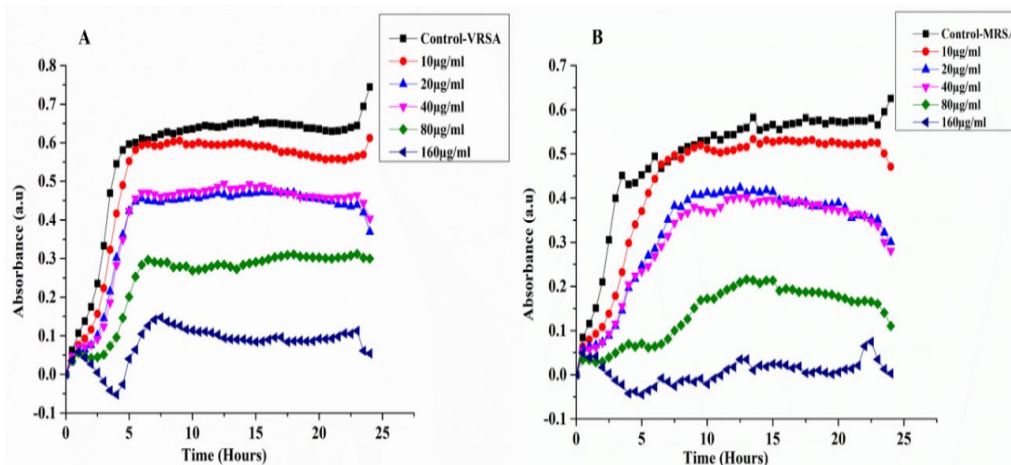 A
Control-VRSA
10µg/ml
20µg/ml
40µg/ml
80µg/ml
160µg/ml
0.8
0.7
0.6
0.5
0.4
0.3
0.2
0.1
0.0
-0.1
Absorbance (a.u)
0 5 10 15 20 25
Time (Hours)
B
Control-MRSA
10µg/ml
20µg/ml
40µg/ml
80µg/ml
160µg/ml
0.7
0.6
0.5
0.4
0.3
0.2
0.1
0.0
-0.1
Absorbance (a.u)
0 5 10 15 20 25
Time (Hours)